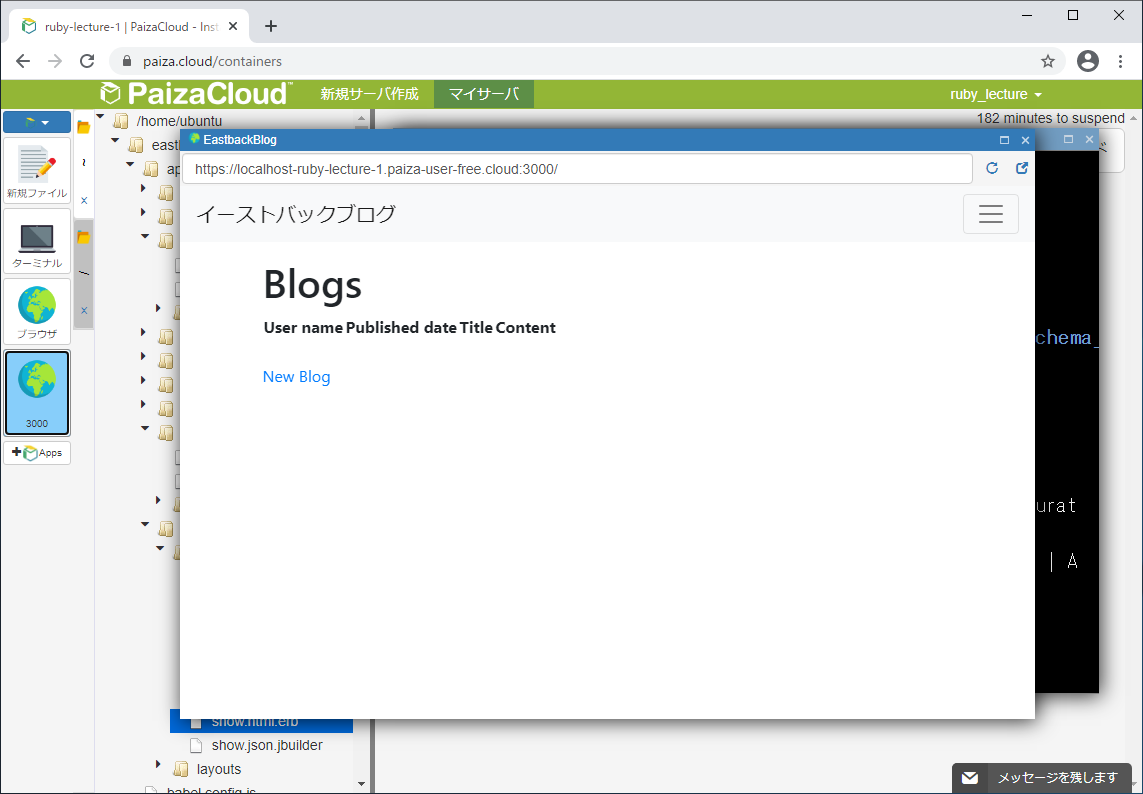 ruby-lecture-1 | PaizaCloud - Inst
paiza.cloud/containers
PaizaCloud
新規サーバ作成
マイサーバ
ruby_lecture
182 minutes to suspend
新規ファイル
ターミナル
ブラウザ
3000
Apps
/home/ubuntu
east
ap
EastbackBlog
https://localhost-ruby-lecture-1.paiza-user-free.cloud:3000/
イーストバックブログ
Blogs
User name Published date Title Content
New Blog
chema_
urat
| A
show.html.erb
show.json.jbuilder
layouts
babel.config.js
メッセージを残します